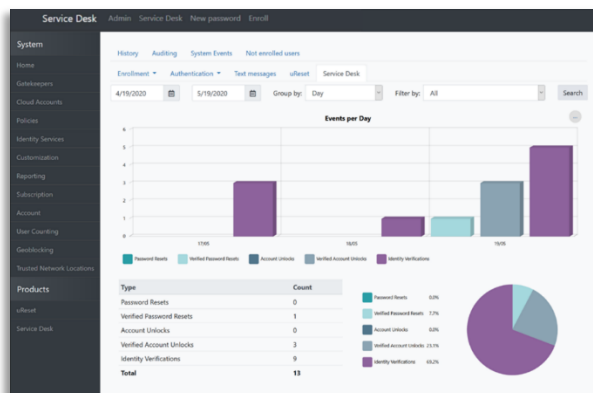 Service Desk Admin Service Desk New password Enroll
System
Home
Gatekeepers
Cloud Accounts
Policies
Identity Services
Customization
Reporting
Subscription
Account
User Counting
Geoblocking
Trusted Network Locations
Products
uReset
Service Desk
History Auditing System Events Not enrolled users
Enrollment Authentication Text messages uReset Service Desk
4/19/2020 5/19/2020 Group by: Day Filter by: All Search
Events per Day
6
5
4
3
2
1
0
17/05 18/05 19/05
Password Resets Verified Password Resets Account Unlocks Verified Account Unlocks Identity Verifications
Type Count
Password Resets 0
Verified Password Resets 1
Account Unlocks 0
Verified Account Unlocks 3
Identity Verifications 9
Total 13
Password Resets 0.0%
Verified Password Resets 7.7%
Account Unlocks 0.0%
Verified Account Unlocks 23.1%
Identity Verifications 69.2%